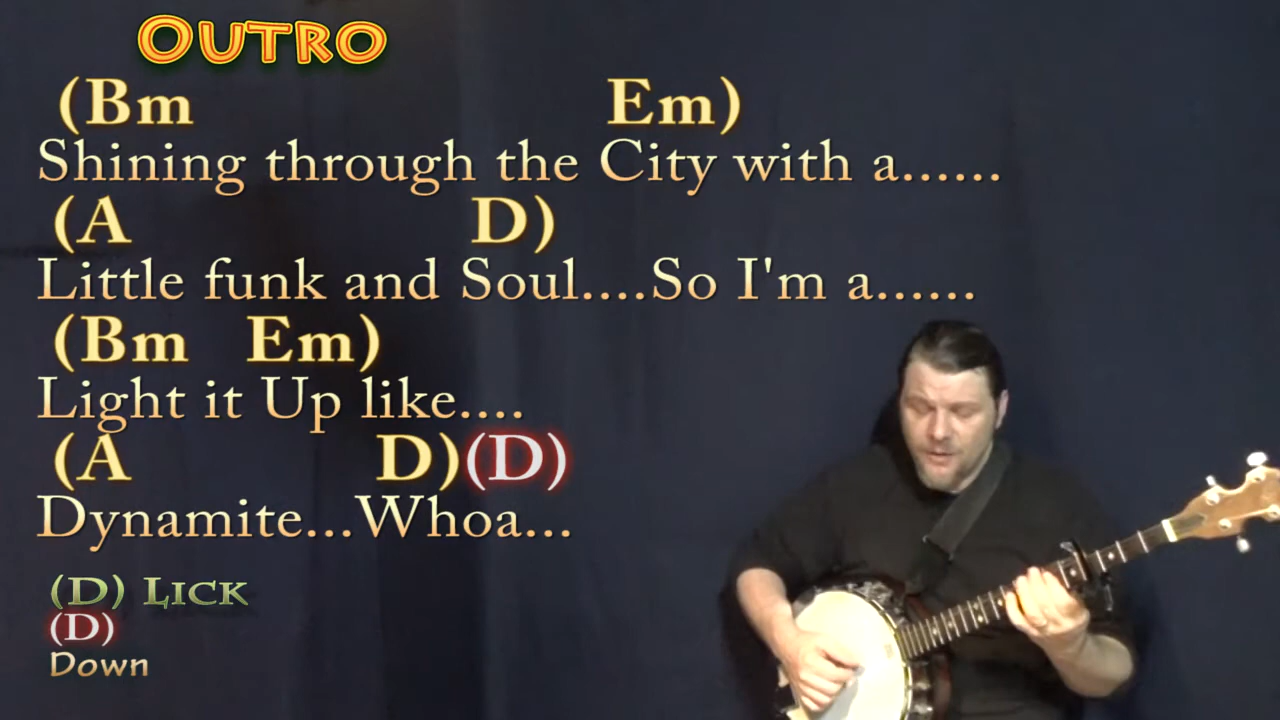 OUTRO
(Bm Em)
Shining through the City with a......
(A D)
Little funk and Soul....So I'm a......
(Bm Em)
Light it Up like....
(A D)(D)
Dynamite...Whoa...
(D) LICK
(D)
Down